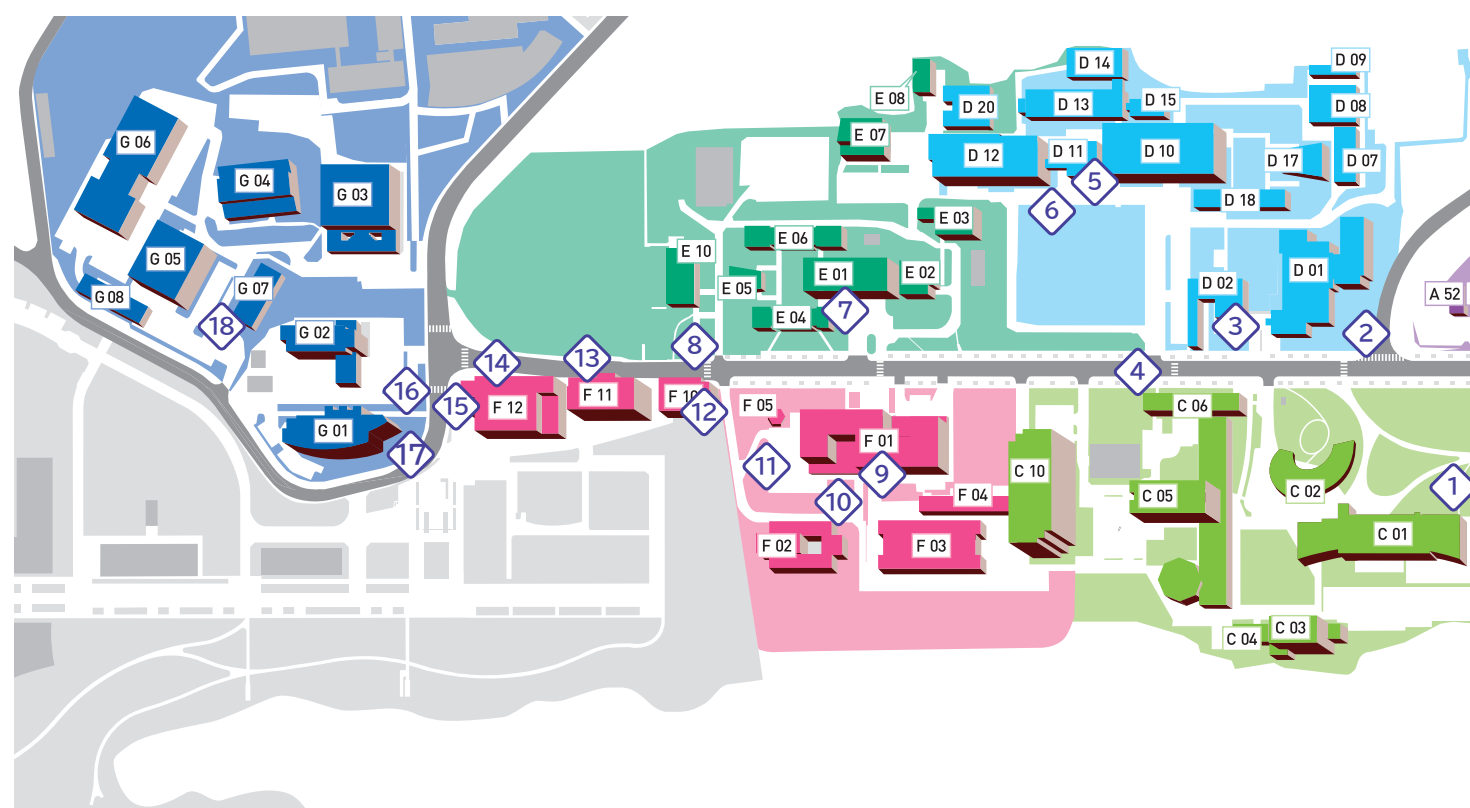 D 14
D 09
E 08
D 20
D 13
D 15
D 08
G 06
E 07
D 12
D 11
D 10
D 17
D 07
G 04
G 03
5
D 18
6
E 03
G 05
E 10
E 06
E 01
E 02
D 01
G 08
G 07
E 05
D 02
A 52
18
G 02
E 04
7
3
2
8
14
13
4
16
15
F 12
F 11
F 10
12
F 05
C 06
G 01
17
F 01
11
9
C 10
C 05
C 02
1
10
F 04
F 02
F 03
C 01
C 04
C 03